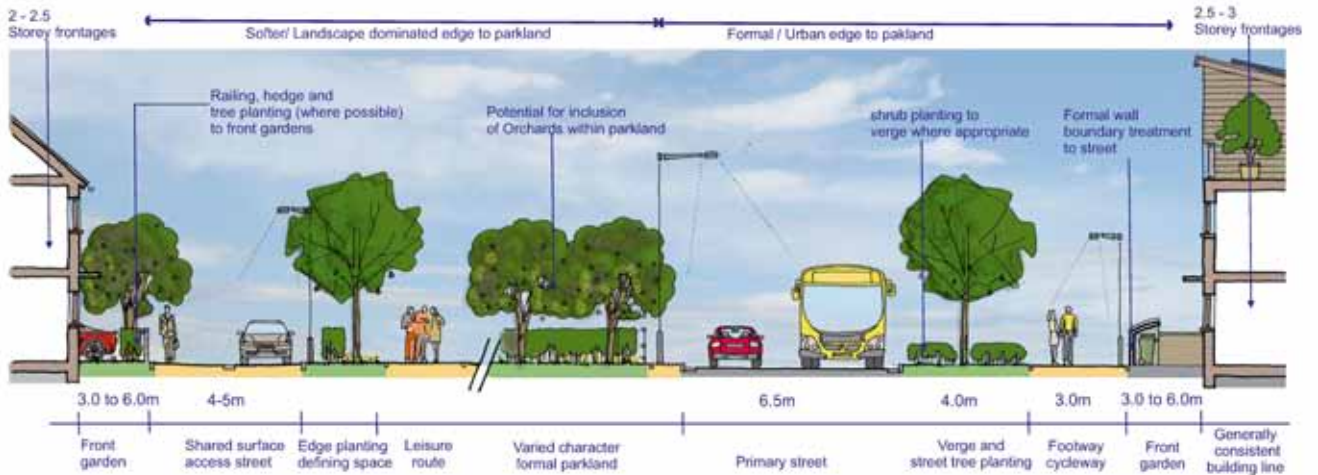 2 - 2.5
Storey frontages
Softer/ Landscape dominated edge to parkland
Formal / Urban edge to pakland
2.5 - 3
Storey frontages
Railing, hedge and
tree planting (where possible)
to front gardens
Potential for inclusion
of Orchards within parkland
shrub planting to
verge where appropriate
Formal wall
boundary treatment
to street
3.0 to 6.0m
4-5m
6.5m
4.0m
3.0m
3.0 to 6.0m
Front
garden
Shared surface
access street
Edge planting
defining space
Leisure
route
Varied character
formal parkland
Primary street
Verge and
street tree planting
Footway
cycleway
Front
garden
Generally
consistent
building line